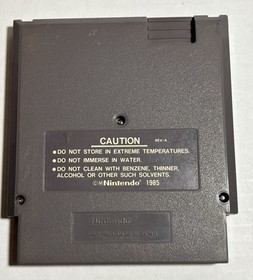 CAUTION
REV-A
• DO NOT STORE IN EXTREME TEMPERATURES.
• DO NOT IMMERSE IN WATER.
• DO NOT CLEAN WITH BENZENE, THINNER,
ALCOHOL OR OTHER SUCH SOLVENTS.
©™Nintendo® 1985
Nintendo